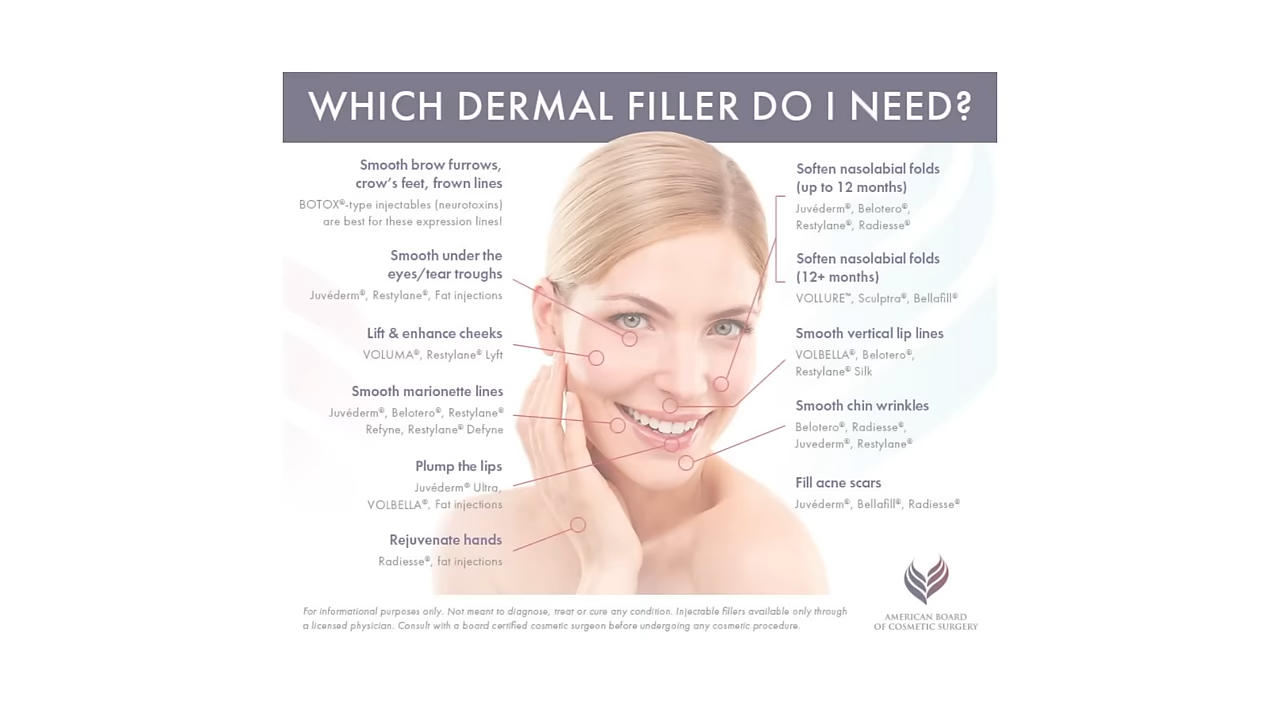 WHICH DERMAL FILLER DO I NEED?
Smooth brow furrows,
crow's feet, frown lines
BOTOX®-type injectables (neurotoxins)
are best for these expression lines!
Smooth under the
eyes/tear troughs
Juvéderm®, Restylane®, Fat injections
Lift & enhance cheeks
VOLUMA®, Restylane® Lyft
Smooth marionette lines
Juvéderm®, Belotero®, Restylane®
Refyne, Restylane® Defyne
Plump the lips
Juvéderm® Ultra,
VOLBELLA®, Fat injections
Rejuvenate hands
Radiesse®, fat injections
Soften nasolabial folds
(up to 12 months)
Juvéderm®, Belotero®,
Restylane®, Radiesse®
Soften nasolabial folds
(12+ months)
VOLLURE™, Sculptra®, Bellafill®
Smooth vertical lip lines
VOLBELLA®, Belotero®,
Restylane® Silk
Smooth chin wrinkles
Belotero®, Radiesse®,
Juvederm®, Restylane®
Fill acne scars
Juvéderm®, Bellafill®, Radiesse®
For informational purposes only. Not meant to diagnose, treat or cure any condition. Injectable fillers available only through
a licensed physician. Consult with a board certified cosmetic surgeon before undergoing any cosmetic procedure.
AMERICAN BOARD
OF COSMETIC SURGERY